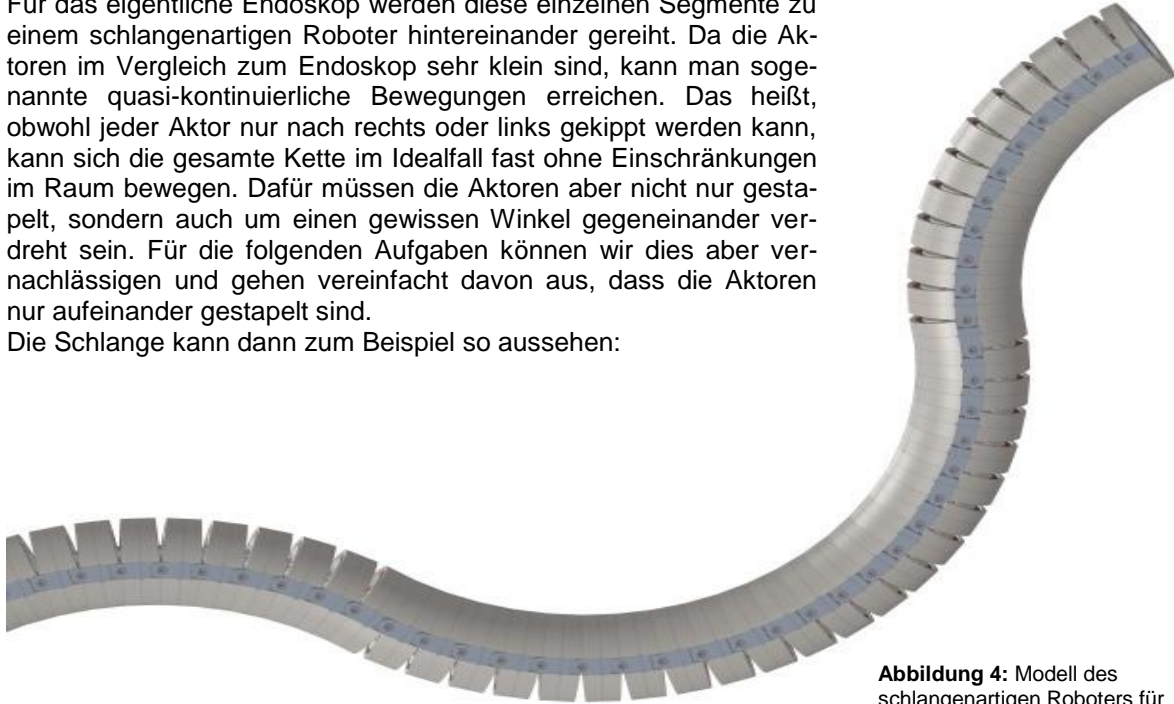 Für das eigentliche Endoskop werden diese einzelnen Segmente zu
einem schlangenartigen Roboter hintereinander gereiht. Da die Ak-
toren im Vergleich zum Endoskop sehr klein sind, kann man soge-
nannte quasi-kontinuierliche Bewegungen erreichen. Das heißt,
obwohl jeder Aktor nur nach rechts oder links gekippt werden kann,
kann sich die gesamte Kette im Idealfall fast ohne Einschränkungen
im Raum bewegen. Dafür müssen die Aktoren aber nicht nur gesta-
pelt, sondern auch um einen gewissen Winkel gegeneinander ver-
dreht sein. Für die folgenden Aufgaben können wir dies aber ver-
nachlässigen und gehen vereinfacht davon aus, dass die Aktoren
nur aufeinander gestapelt sind.
Die Schlange kann dann zum Beispiel so aussehen:
Abbildung 4: Modell des
schlangenartigen Roboters für